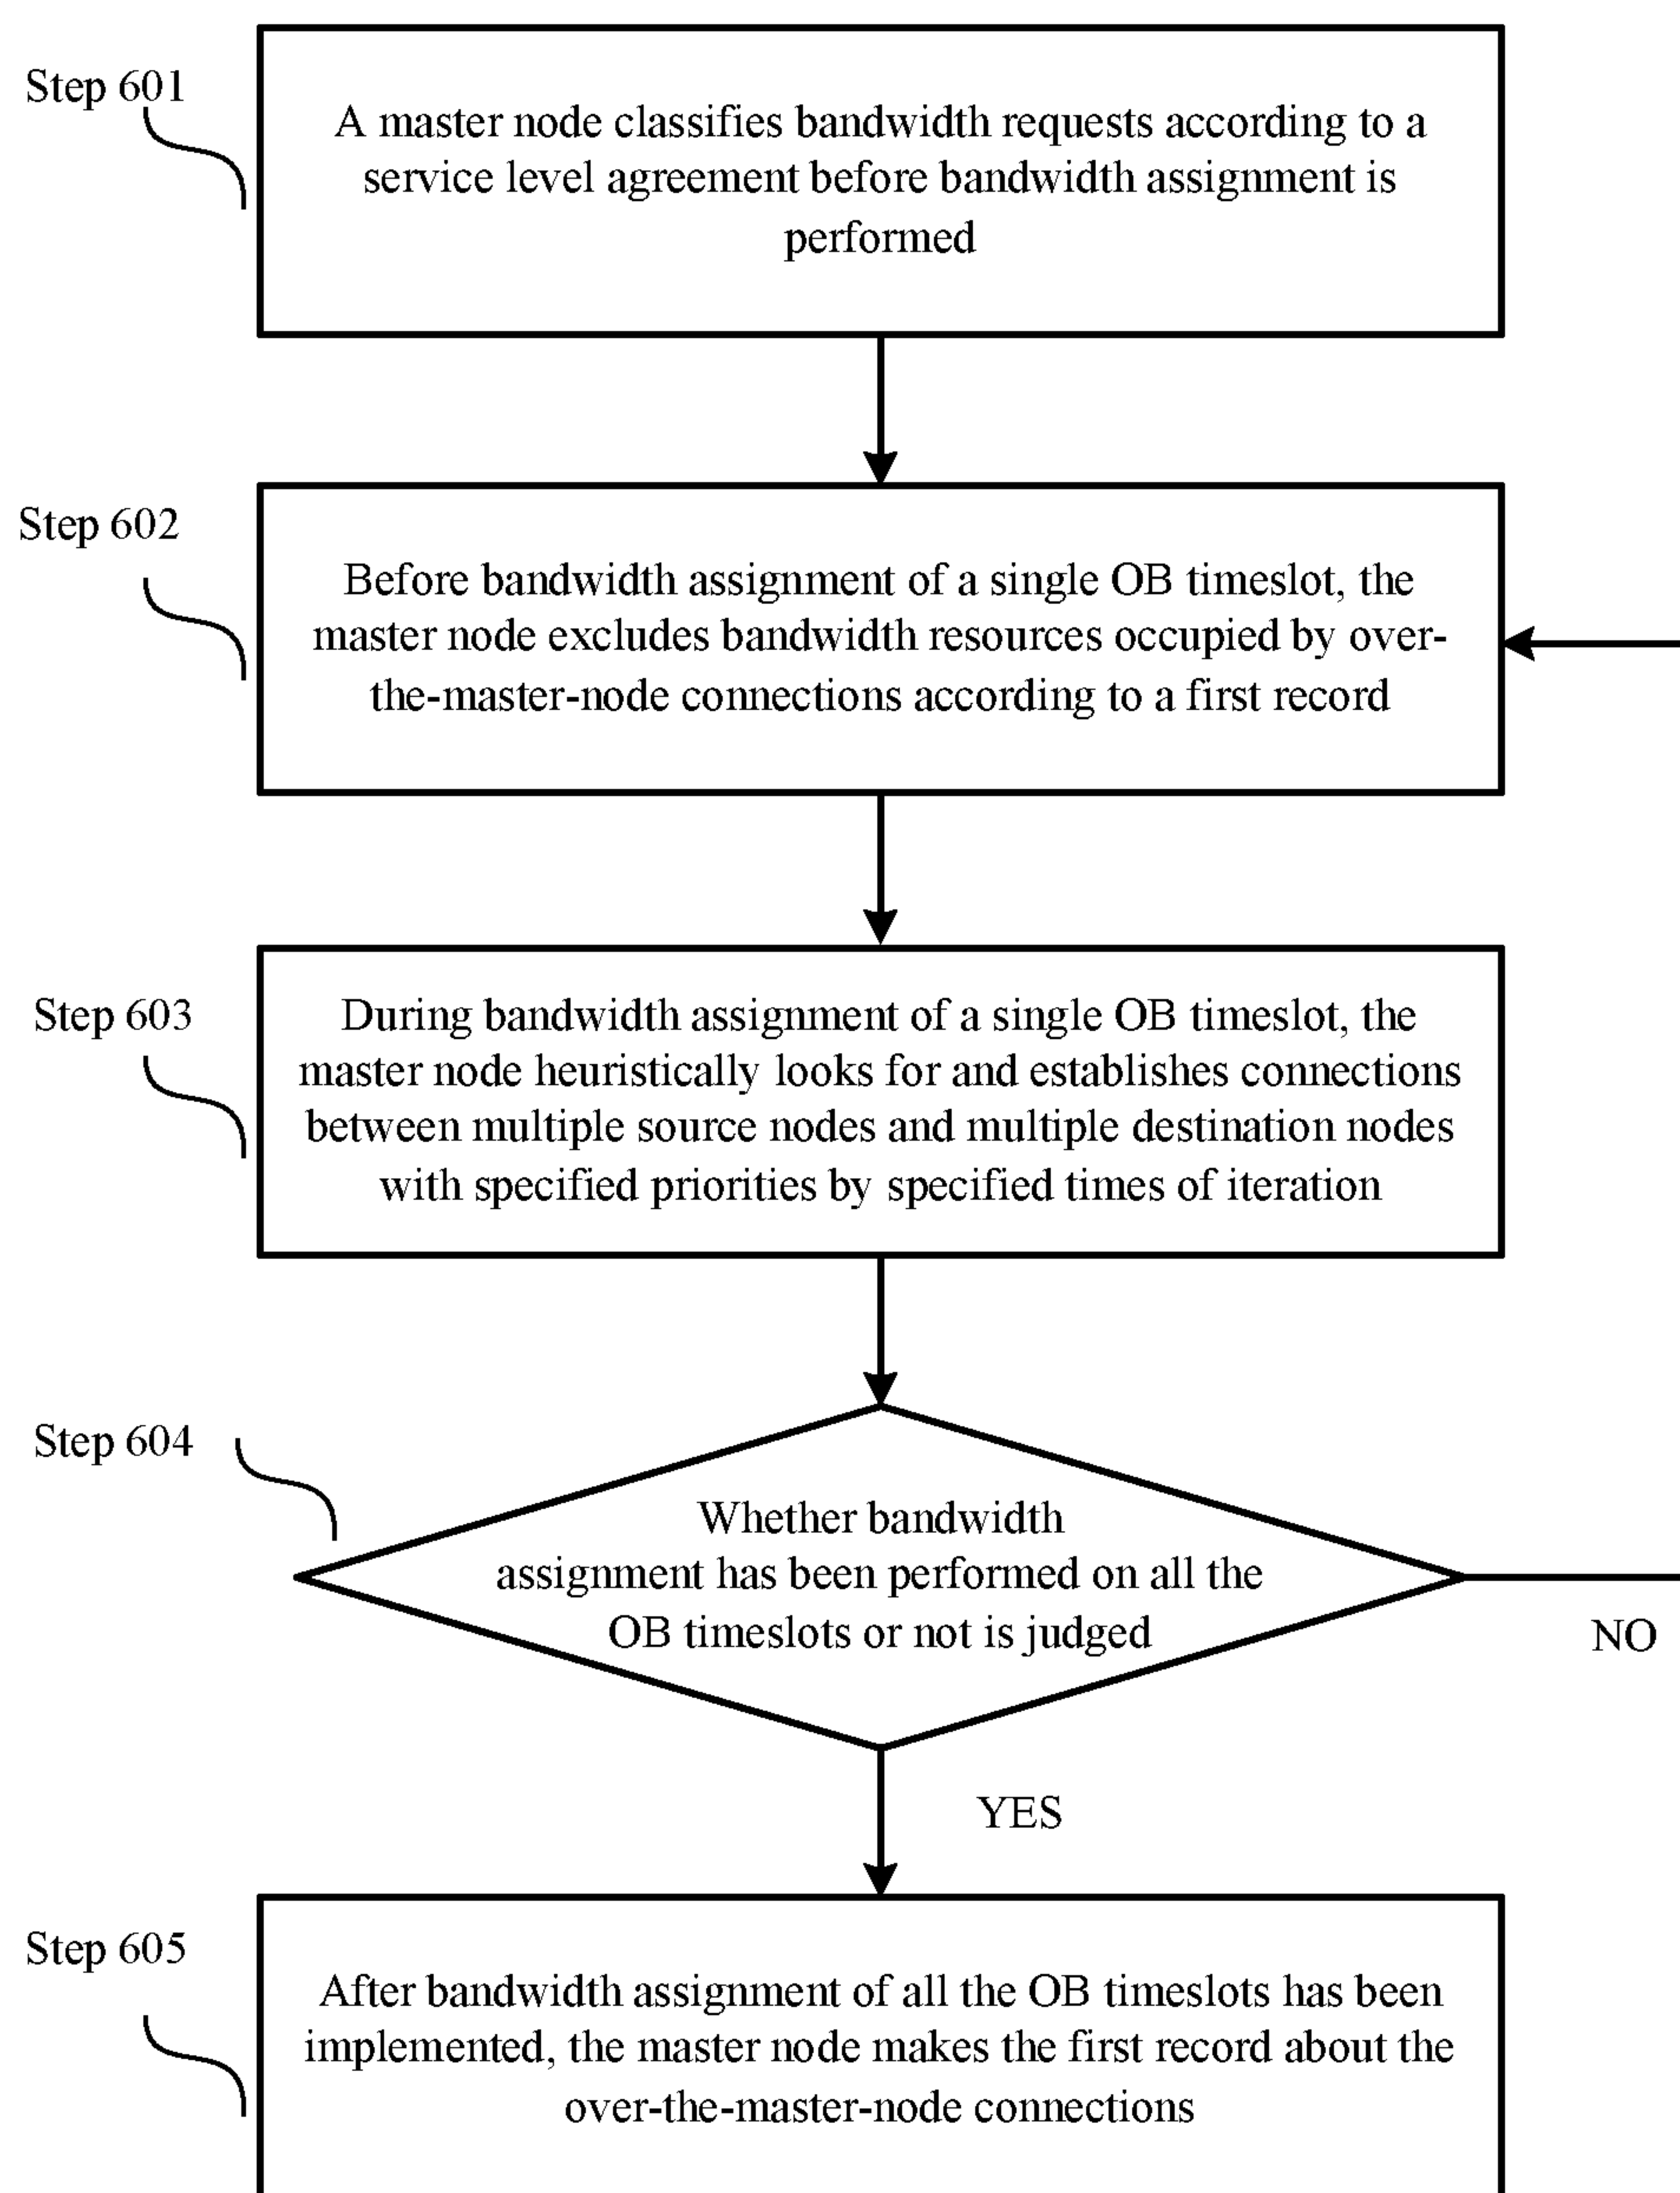 Step 601
A master node classifies bandwidth requests according to a
service level agreement before bandwidth assignment is
performed
Step 602
Before bandwidth assignment of a single OB timeslot, the
master node excludes bandwidth resources occupied by over-
the-master-node connections according to a first record
Step 603
During bandwidth assignment of a single OB timeslot, the
master node heuristically looks for and establishes connections
between multiple source nodes and multiple destination nodes
with specified priorities by specified times of iteration
Step 604
Whether bandwidth
assignment has been performed on all the
OB timeslots or not is judged
NO
YES
Step 605
After bandwidth assignment of all the OB timeslots has been
implemented, the master node makes the first record about the
over-the-master-node connections